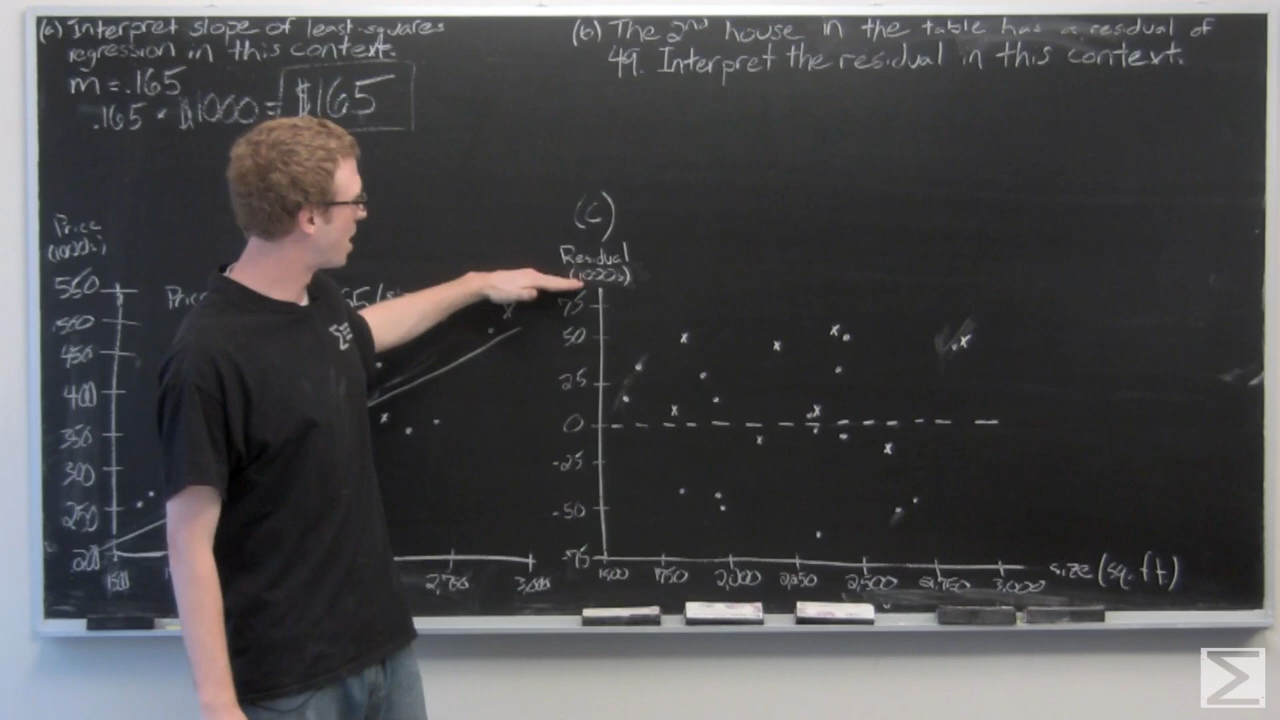 (a) Interpret slope of least-squares
regression in this context.
m = .165
.165 * $1000 = $165
(b) The 2nd house in the table has a residual of
49. Interpret the residual in this context.
Price
(1000s)
550
500
450
400
350
300
250
200
1500
2,750
3,000
Price
(c)
Residual
(1000s)
75
50
25
0
-25
-50
-75
1500
1750
2,000
2,250
2,500
2,750
3,000
size (sq. ft)
Σ
Σ